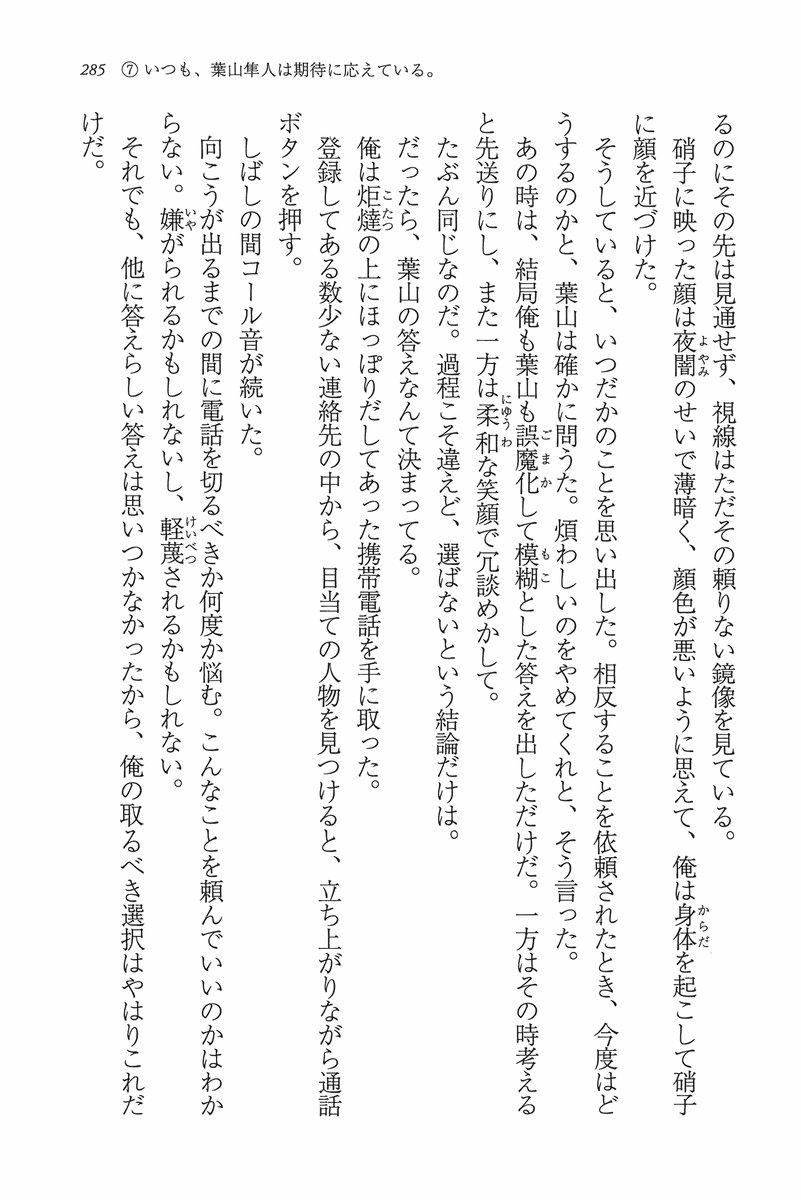 285 ⑦ いつも、葉山隼人は期待に応えている。
るのにその先は見通せず、視線はただその頼りない鏡像を見ている。
硝子に映った顔は夜闇のせいで薄暗く、顔色が悪いように思えて、俺は身体を起こして硝子
に顔を近づけた。
そうしていると、いつだかのことを思い出した。相反することを依頼されたとき、今度はど
うするのかと、葉山は確かに問うた。煩わしいのをやめてくれと、そう言った。
あの時は、結局俺も葉山も誤魔化して模糊とした答えを出しただけだ。一方はその時考える
と先送りにし、また一方は柔和な笑顔で冗談めかして。
たぶん同じなのだ。過程こそ違えど、選ばないという結論だけは。
だったら、葉山の答えなんて決まってる。
俺は炬燵の上にほっぽりだしてあった携帯電話を手に取った。
登録してある数少ない連絡先の中から、目当ての人物を見つけると、立ち上がりながら通話
ボタンを押す。
しばしの間コール音が続いた。
向こうが出るまでの間に電話を切るべきか何度か悩む。こんなことを頼んでいいのかはわか
らない。嫌がられるかもしれないし、軽蔑されるかもしれない。
それでも、他に答えらしい答えは思いつかなかったから、俺の取るべき選択はやはりこれだ
けだ。